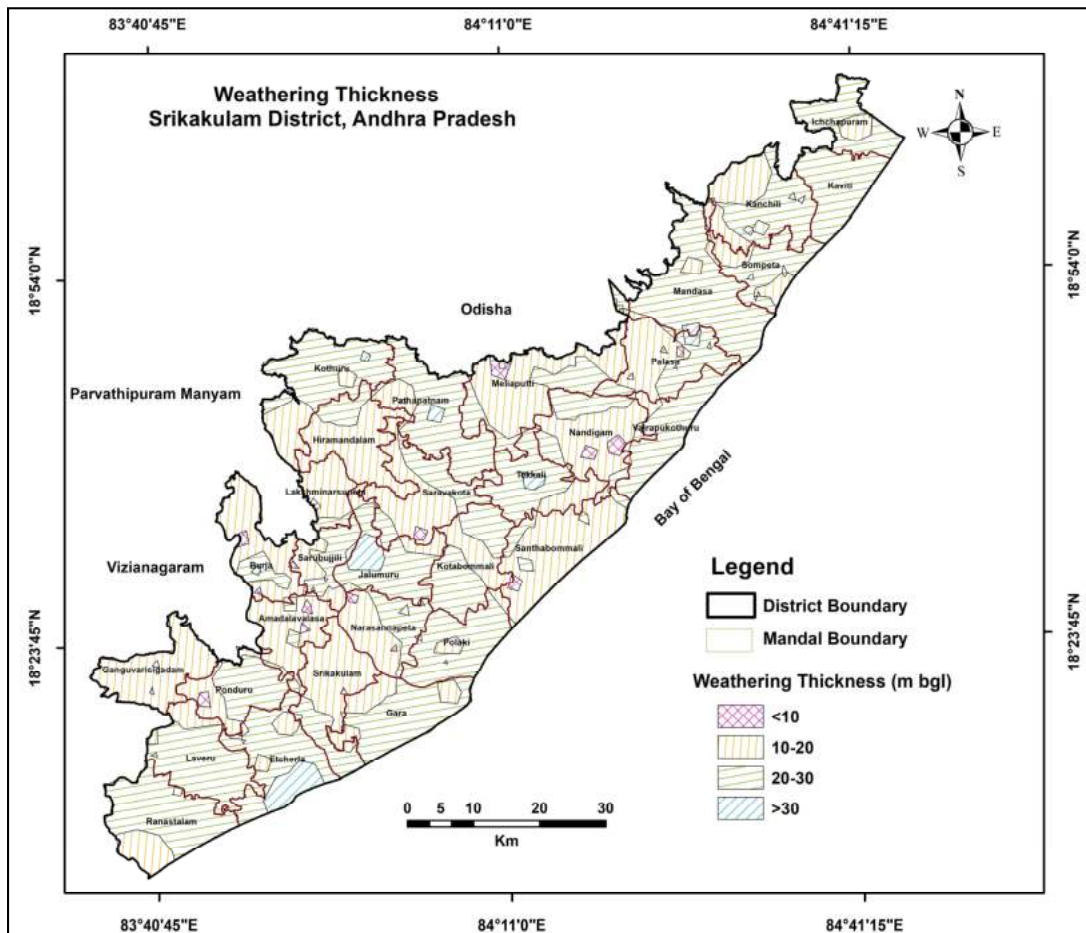 83°40'45"E
84°11'0"E
84°41'15"E
Weathering Thickness
Srikakulam District, Andhra Pradesh
N
W
E
S
Ichchapuram
Kaviti
Kanchili
18°54'0"N
18°54'0"N
Sompeta
Mandasa
Odisha
Palasa
Kothuru
Meliaputti
Parvathipuram Manyam
Pathapatnam
Nandigam
Vajrapukothuru
Hiramandalam
Tekkali
Saravakota
Bay of Bengal
Santhabommali
Sarubujjili
Burja
Vizianagaram
Jalumuru
Kotabommali
Legend
District Boundary
Amadalavalasa
Narasannapeta
Mandal Boundary
Polaki
18°23'45"N
18°23'45"N
Srikakulam
Ponduru
Weathering Thickness (m bgl)
Gara
<10
10-20
Laveru
Etcherla
20-30
>30
Ranastalam
0 5 10 20 30
Km
83°40'45"E
84°11'0"E
84°41'15"E